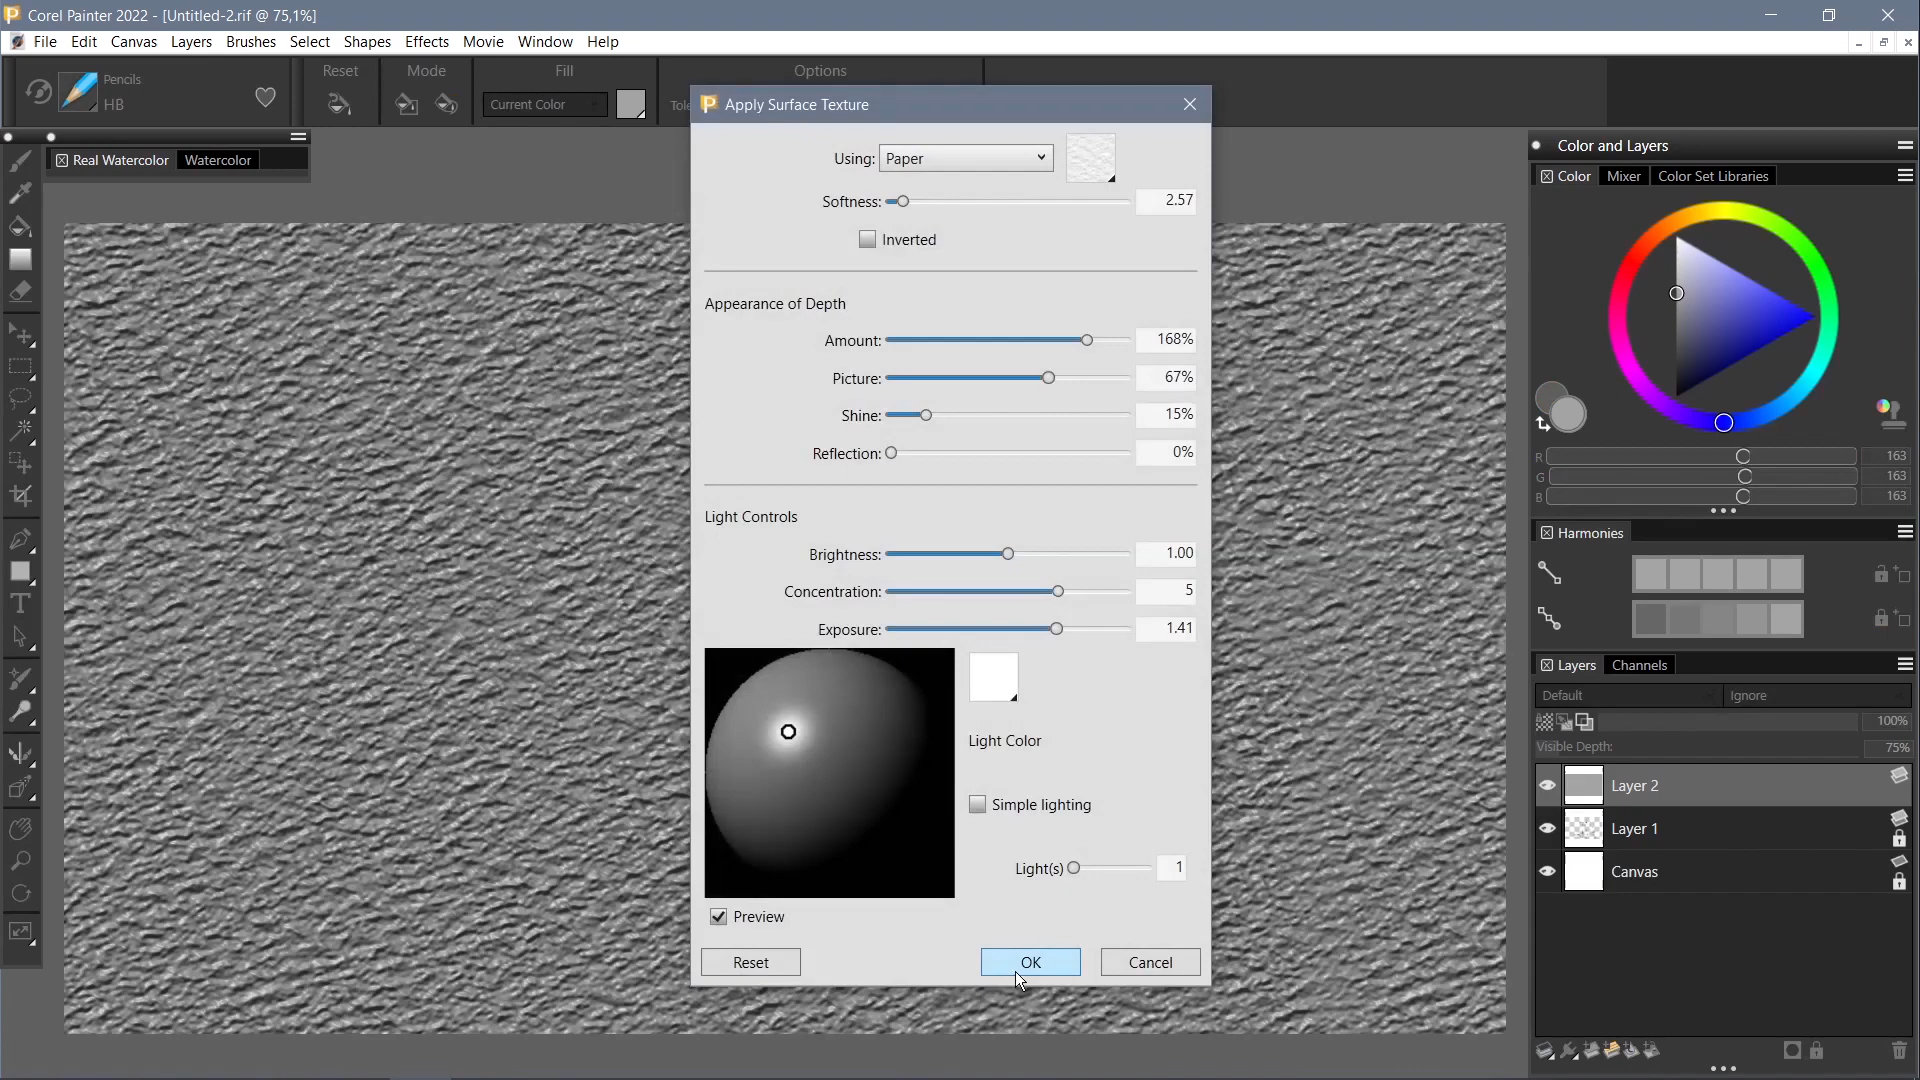 Corel Painter 2022 - [Untitled-2.rif @ 75,1%]
File Edit Canvas Layers Brushes Select Shapes Effects Movie Window Help
Pencils
HB
Reset
Mode
Fill
Options
Current Color
Real Watercolor
Watercolor
Apply Surface Texture
Using: Paper
Softness: 2.57
Inverted
Appearance of Depth
Amount: 168%
Picture: 67%
Shine: 15%
Reflection: 0%
Light Controls
Brightness: 1.00
Concentration: 5
Exposure: 1.41
Light Color
Simple lighting
Light(s) 1
Preview
Reset OK Cancel
Color and Layers
Color Mixer Color Set Libraries
R 163
G 163
B 163
Harmonies
Layers Channels
Default Ignore
100%
Visible Depth: 75%
Layer 2
Layer 1
Canvas